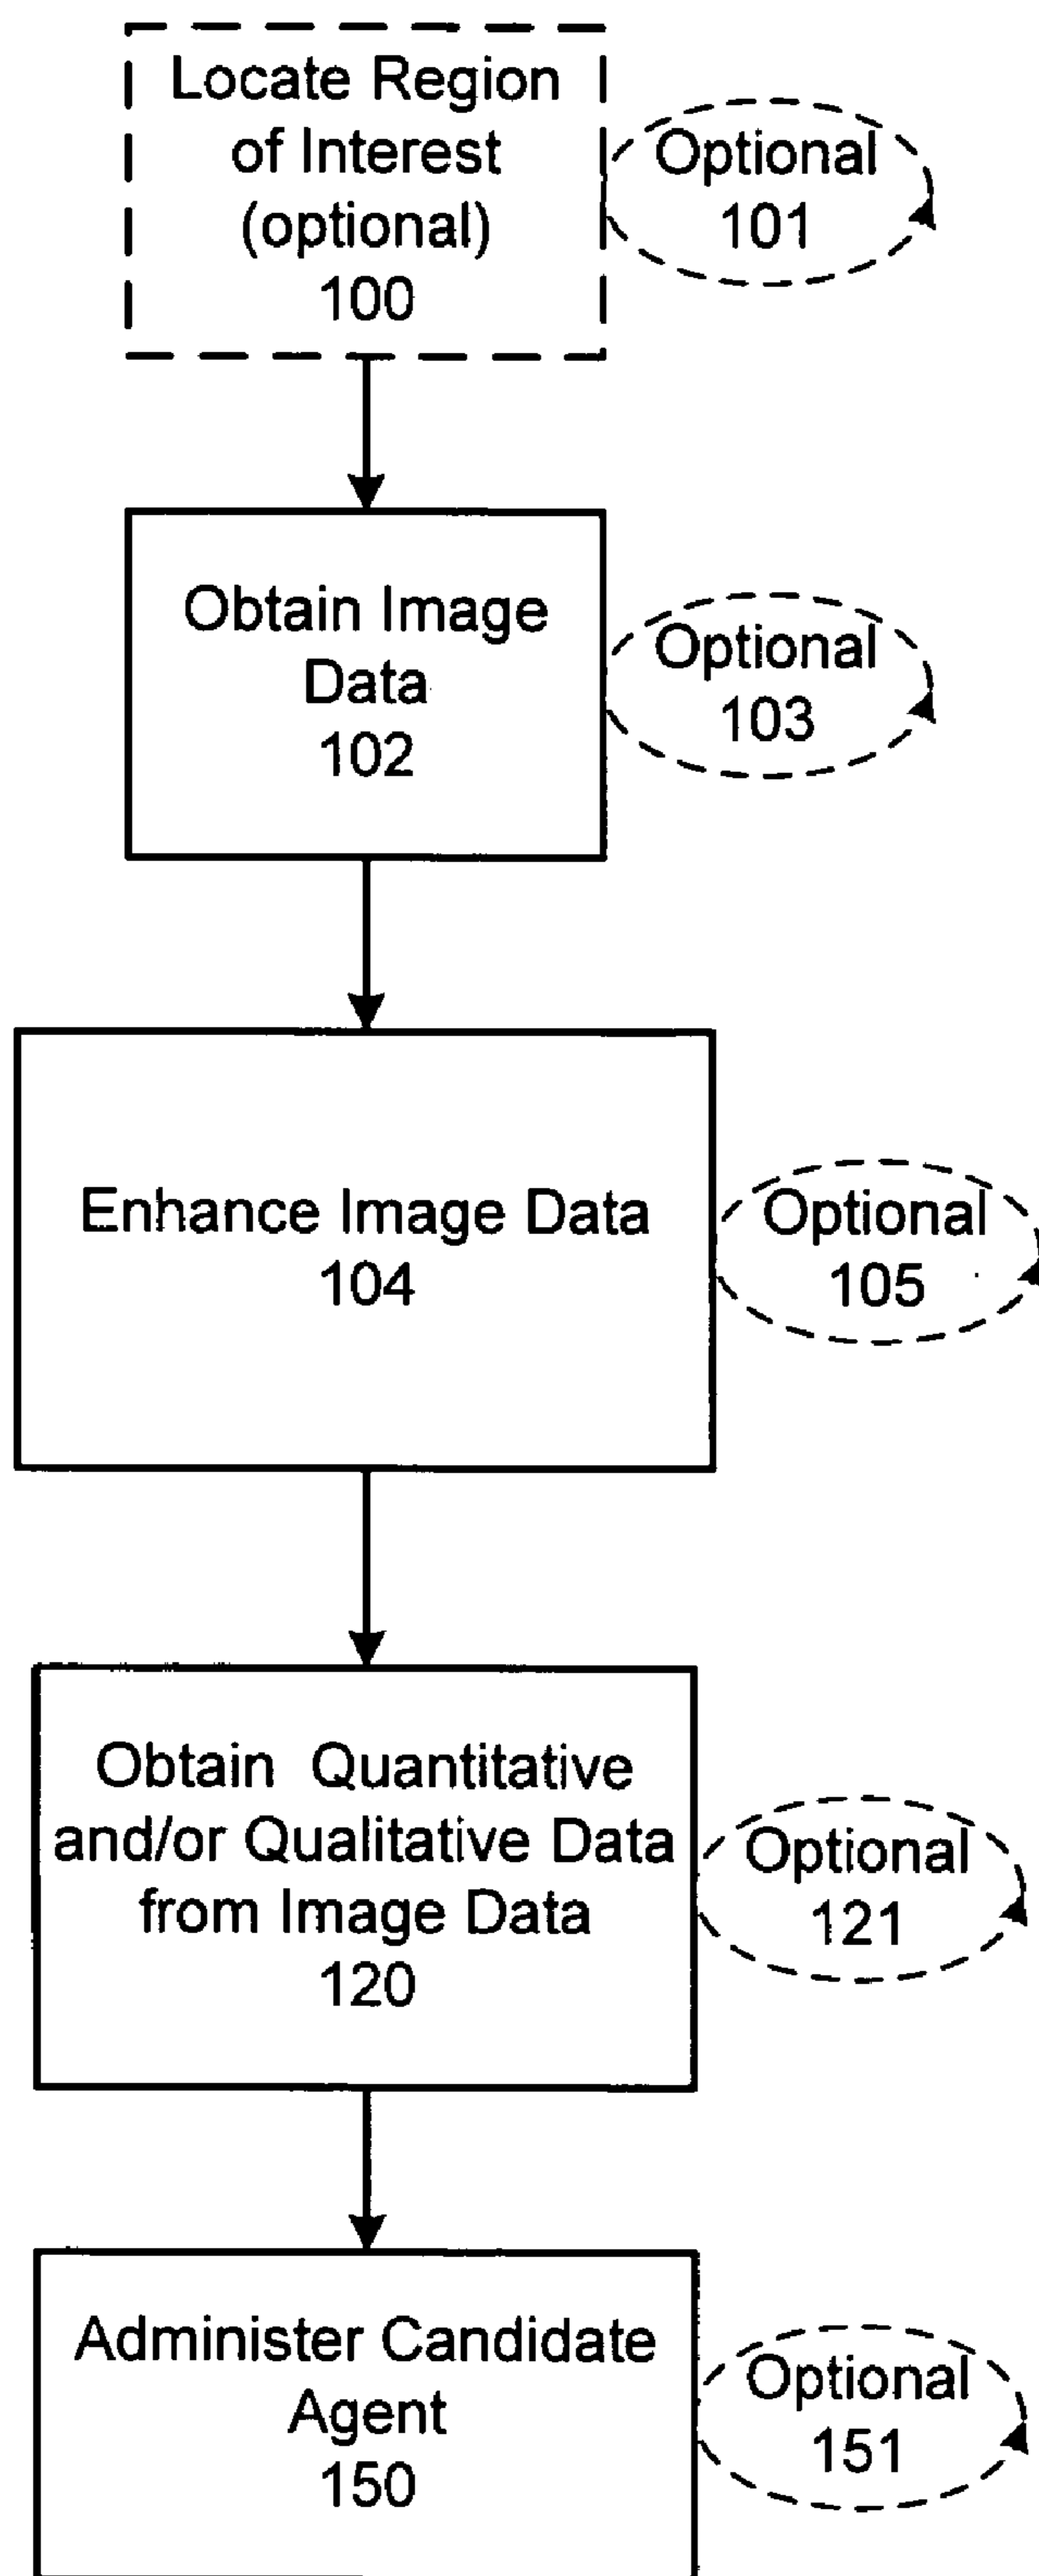 Locate Region
of Interest
(optional)
100
Optional
101
Obtain Image
Data
102
Optional
103
Enhance Image Data
104
Optional
105
Obtain Quantitative
and/or Qualitative Data
from Image Data
120
Optional
121
Administer Candidate
Agent
150
Optional
151